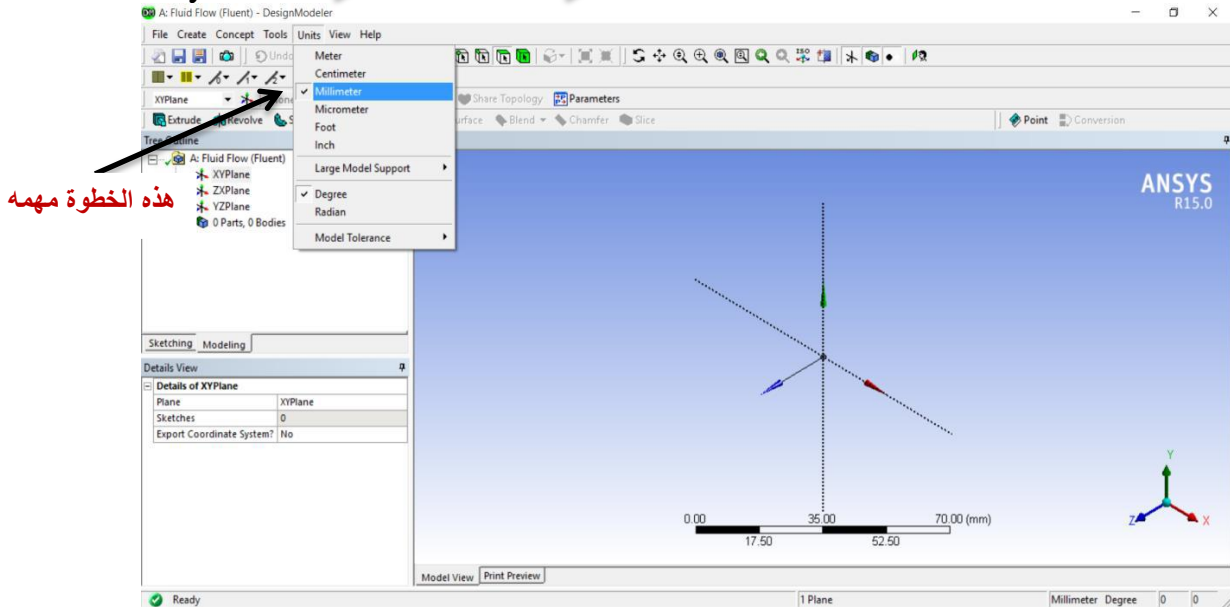 A: Fluid Flow (Fluent) - DesignModeler
File Create Concept Tools Units View Help
Meter
Centimeter
Millimeter
Micrometer
Foot
Inch
Large Model Support
Degree
Radian
Model Tolerance
XYPlane
Share Topology Parameters
Extrude Revolve Blend Chamfer Slice Point Conversion
Tree Outline
A: Fluid Flow (Fluent)
XYPlane
ZXPlane
YZPlane
0 Parts, 0 Bodies
هذه الخطوة مهمه
ANSYS
R15.0
Sketching Modeling
Details View
Details of XYPlane
Plane XYPlane
Sketches 0
Export Coordinate System? No
0.00 35.00 70.00 (mm)
17.50 52.50
Y
Z X
Model View Print Preview
Ready 1 Plane Millimeter Degree 0 0